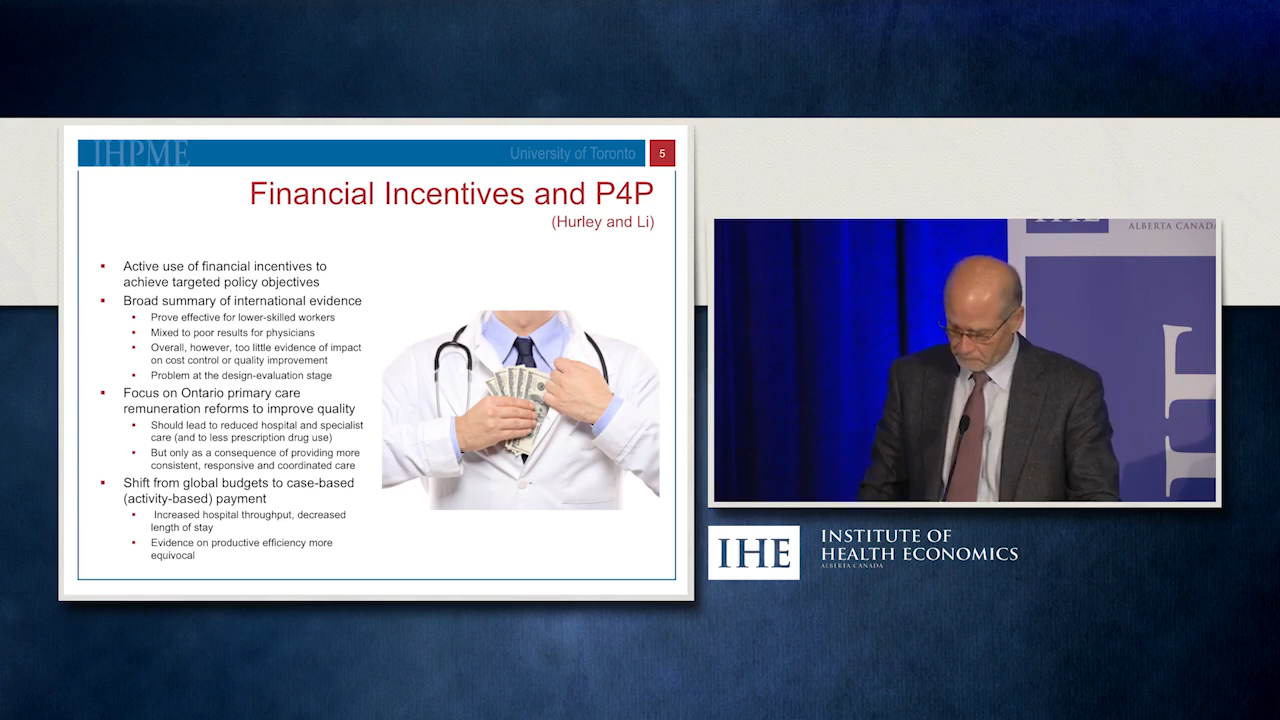 IHPME
University of Toronto
5
Financial Incentives and P4P
(Hurley and Li)
Active use of financial incentives to
achieve targeted policy objectives
Broad summary of international evidence
Prove effective for lower-skilled workers
Mixed to poor results for physicians
Overall, however, too little evidence of impact
on cost control or quality improvement
Problem at the design-evaluation stage
Focus on Ontario primary care
remuneration reforms to improve quality
Should lead to reduced hospital and specialist
care (and to less prescription drug use)
But only as a consequence of providing more
consistent, responsive and coordinated care
Shift from global budgets to case-based
(activity-based) payment
Increased hospital throughput, decreased
length of stay
Evidence on productive efficiency more
equivocal
IHE
ALBERTA CANADA
IHE
INSTITUTE OF
HEALTH ECONOMICS
ALBERTA CANADA